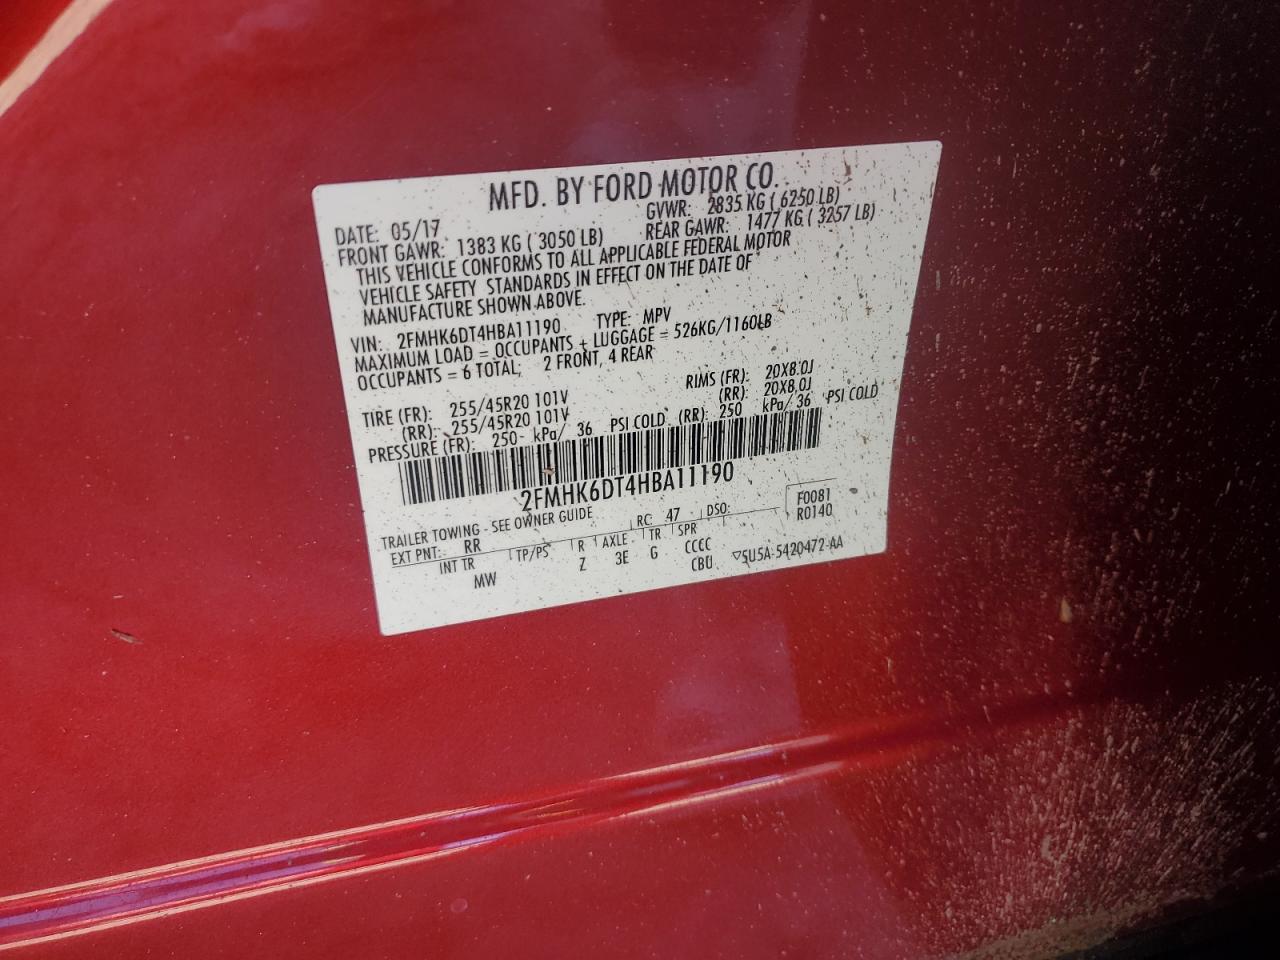 MFD. BY FORD MOTOR CO.
DATE: 05/17 GVWR: 2835 KG ( 6250 LB)
FRONT GAWR: 1383 KG ( 3050 LB) REAR GAWR: 1477 KG ( 3257 LB)
THIS VEHICLE CONFORMS TO ALL APPLICABLE FEDERAL MOTOR
VEHICLE SAFETY STANDARDS IN EFFECT ON THE DATE OF
MANUFACTURE SHOWN ABOVE.
VIN: 2FMHK6DT4HBA11190 TYPE: MPV
MAXIMUM LOAD = OCCUPANTS + LUGGAGE = 526KG/1160LB
OCCUPANTS = 6 TOTAL; 2 FRONT, 4 REAR
TIRE (FR): 255/45R20 101V RIMS (FR): 20X8.0J
(RR): 255/45R20 101V (RR): 20X8.0J
PRESSURE (FR): 250 kPa/ 36 PSI COLD (RR): 250 kPa/ 36 PSI COLD
2FMHK6DT4HBA11190
TRAILER TOWING - SEE OWNER GUIDE
F0081
R0140
EXT PNT: RR RC: 47 DSO:
INT TR TP/PS R AXLE TR SPR
MW Z 3E G CCCC
CBU
▽5U5A-5420472-AA